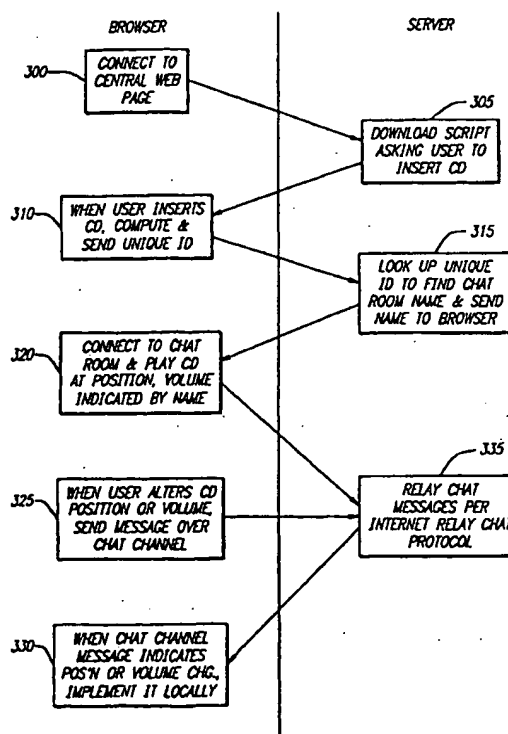 BROWSER
SERVER
300
CONNECT TO
CENTRAL WEB
PAGE
305
DOWNLOAD SCRIPT
ASKING USER TO
INSERT CD
310
WHEN USER INSERTS
CD, COMPUTE &
SEND UNIQUE ID
315
LOOK UP UNIQUE
ID TO FIND CHAT
ROOM NAME & SEND
NAME TO BROWSER
320
CONNECT TO CHAT
ROOM & PLAY CD
AT POSITION, VOLUME
INDICATED BY NAME
335
RELAY CHAT
MESSAGES PER
INTERNET RELAY CHAT
PROTOCOL
325
WHEN USER ALTERS CD
POSITION OR VOLUME,
SEND MESSAGE OVER
CHAT CHANNEL
330
WHEN CHAT CHANNEL
MESSAGE INDICATES
POS'N OR VOLUME CHG.,
IMPLEMENT IT LOCALLY